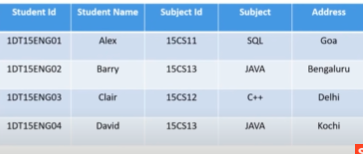 Student Id Student Name Subject Id Subject Address
1DT15ENG01 Alex 15CS11 SQL Goa
1DT15ENG02 Barry 15CS13 JAVA Bengaluru
1DT15ENG03 Clair 15CS12 C++ Delhi
1DT15ENG04 David 15CS13 JAVA Kochi